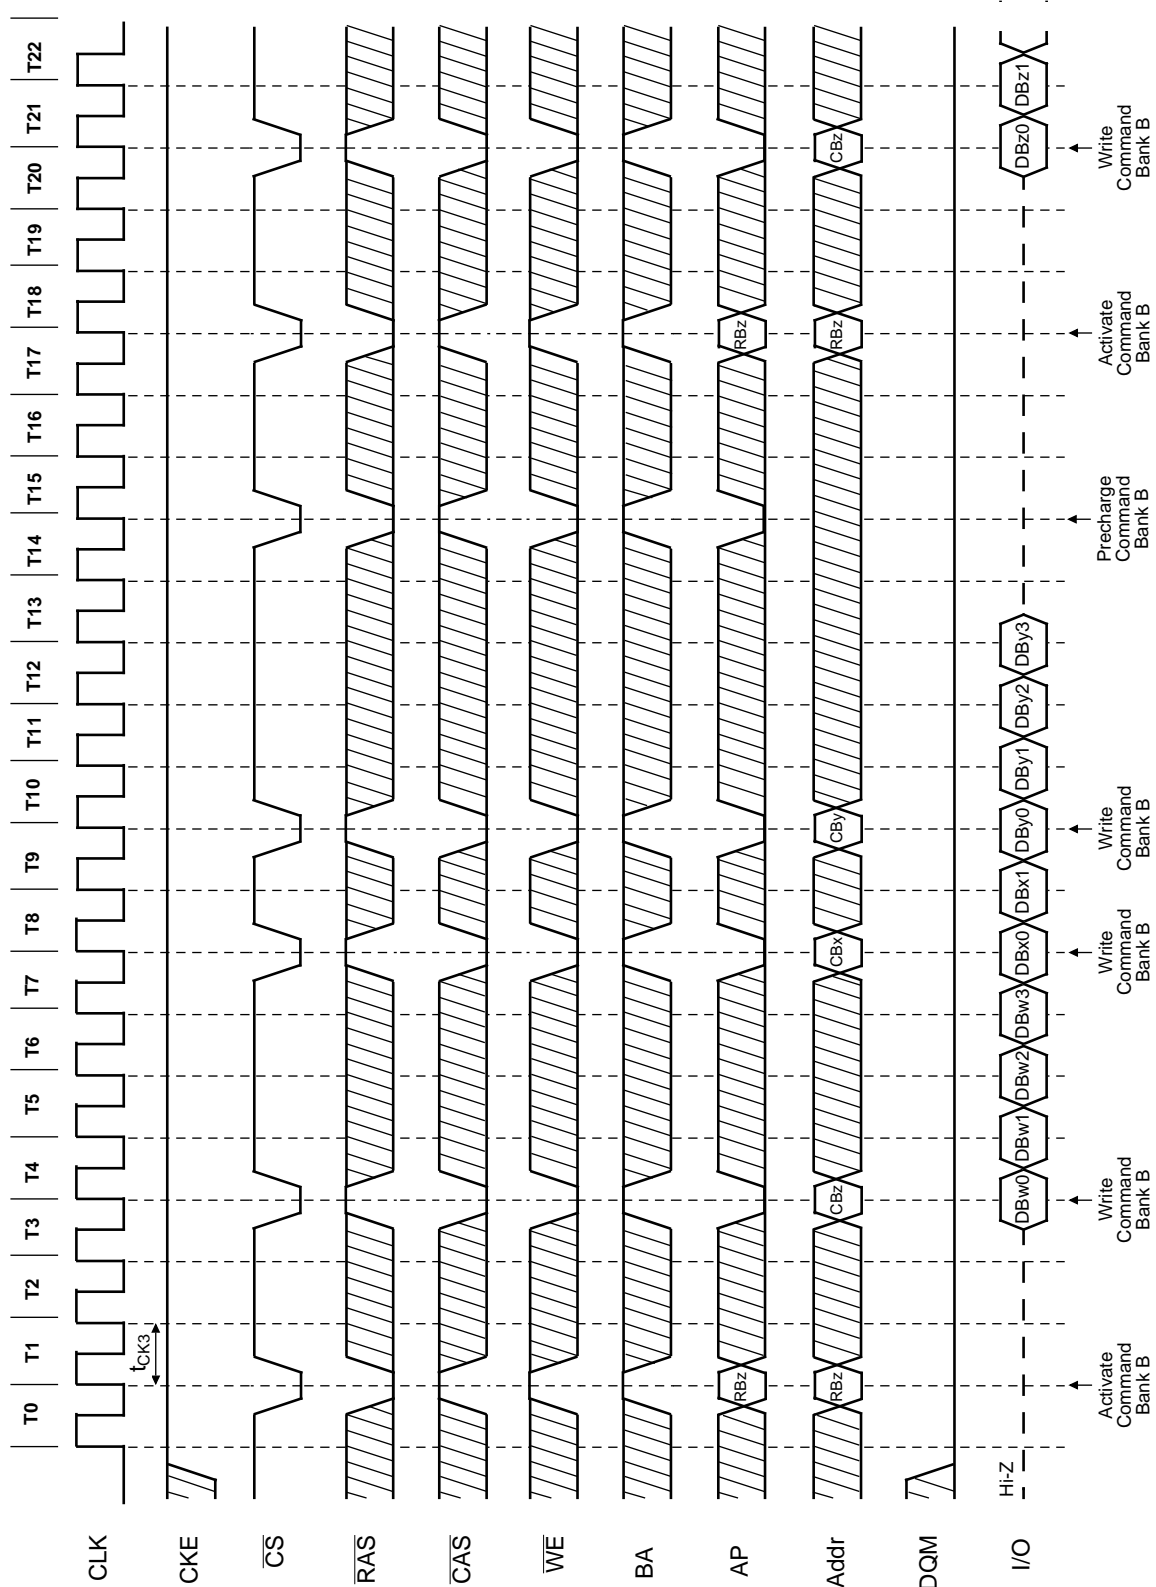 T0 T1 T2 T3 T4 T5 T6 T7 T8 T9 T10 T11 T12 T13 T14 T15 T16 T17 T18 T19 T20 T21 T22
CLK
tCK3
CKE
CS
RAS
CAS
WE
BA
AP
RBz RBz
Addr
RBz CBz CBx CBy RBz CBz
DQM
I/O
Hi-Z
DBw0 DBw1 DBw2 DBw3 DBx0 DBx1 DBy0 DBy1 DBy2 DBy3 DBz0 DBz1
Activate
Command
Bank B
Write
Command
Bank B
Write
Command
Bank B
Write
Command
Bank B
Precharge
Command
Bank B
Activate
Command
Bank B
Write
Command
Bank B